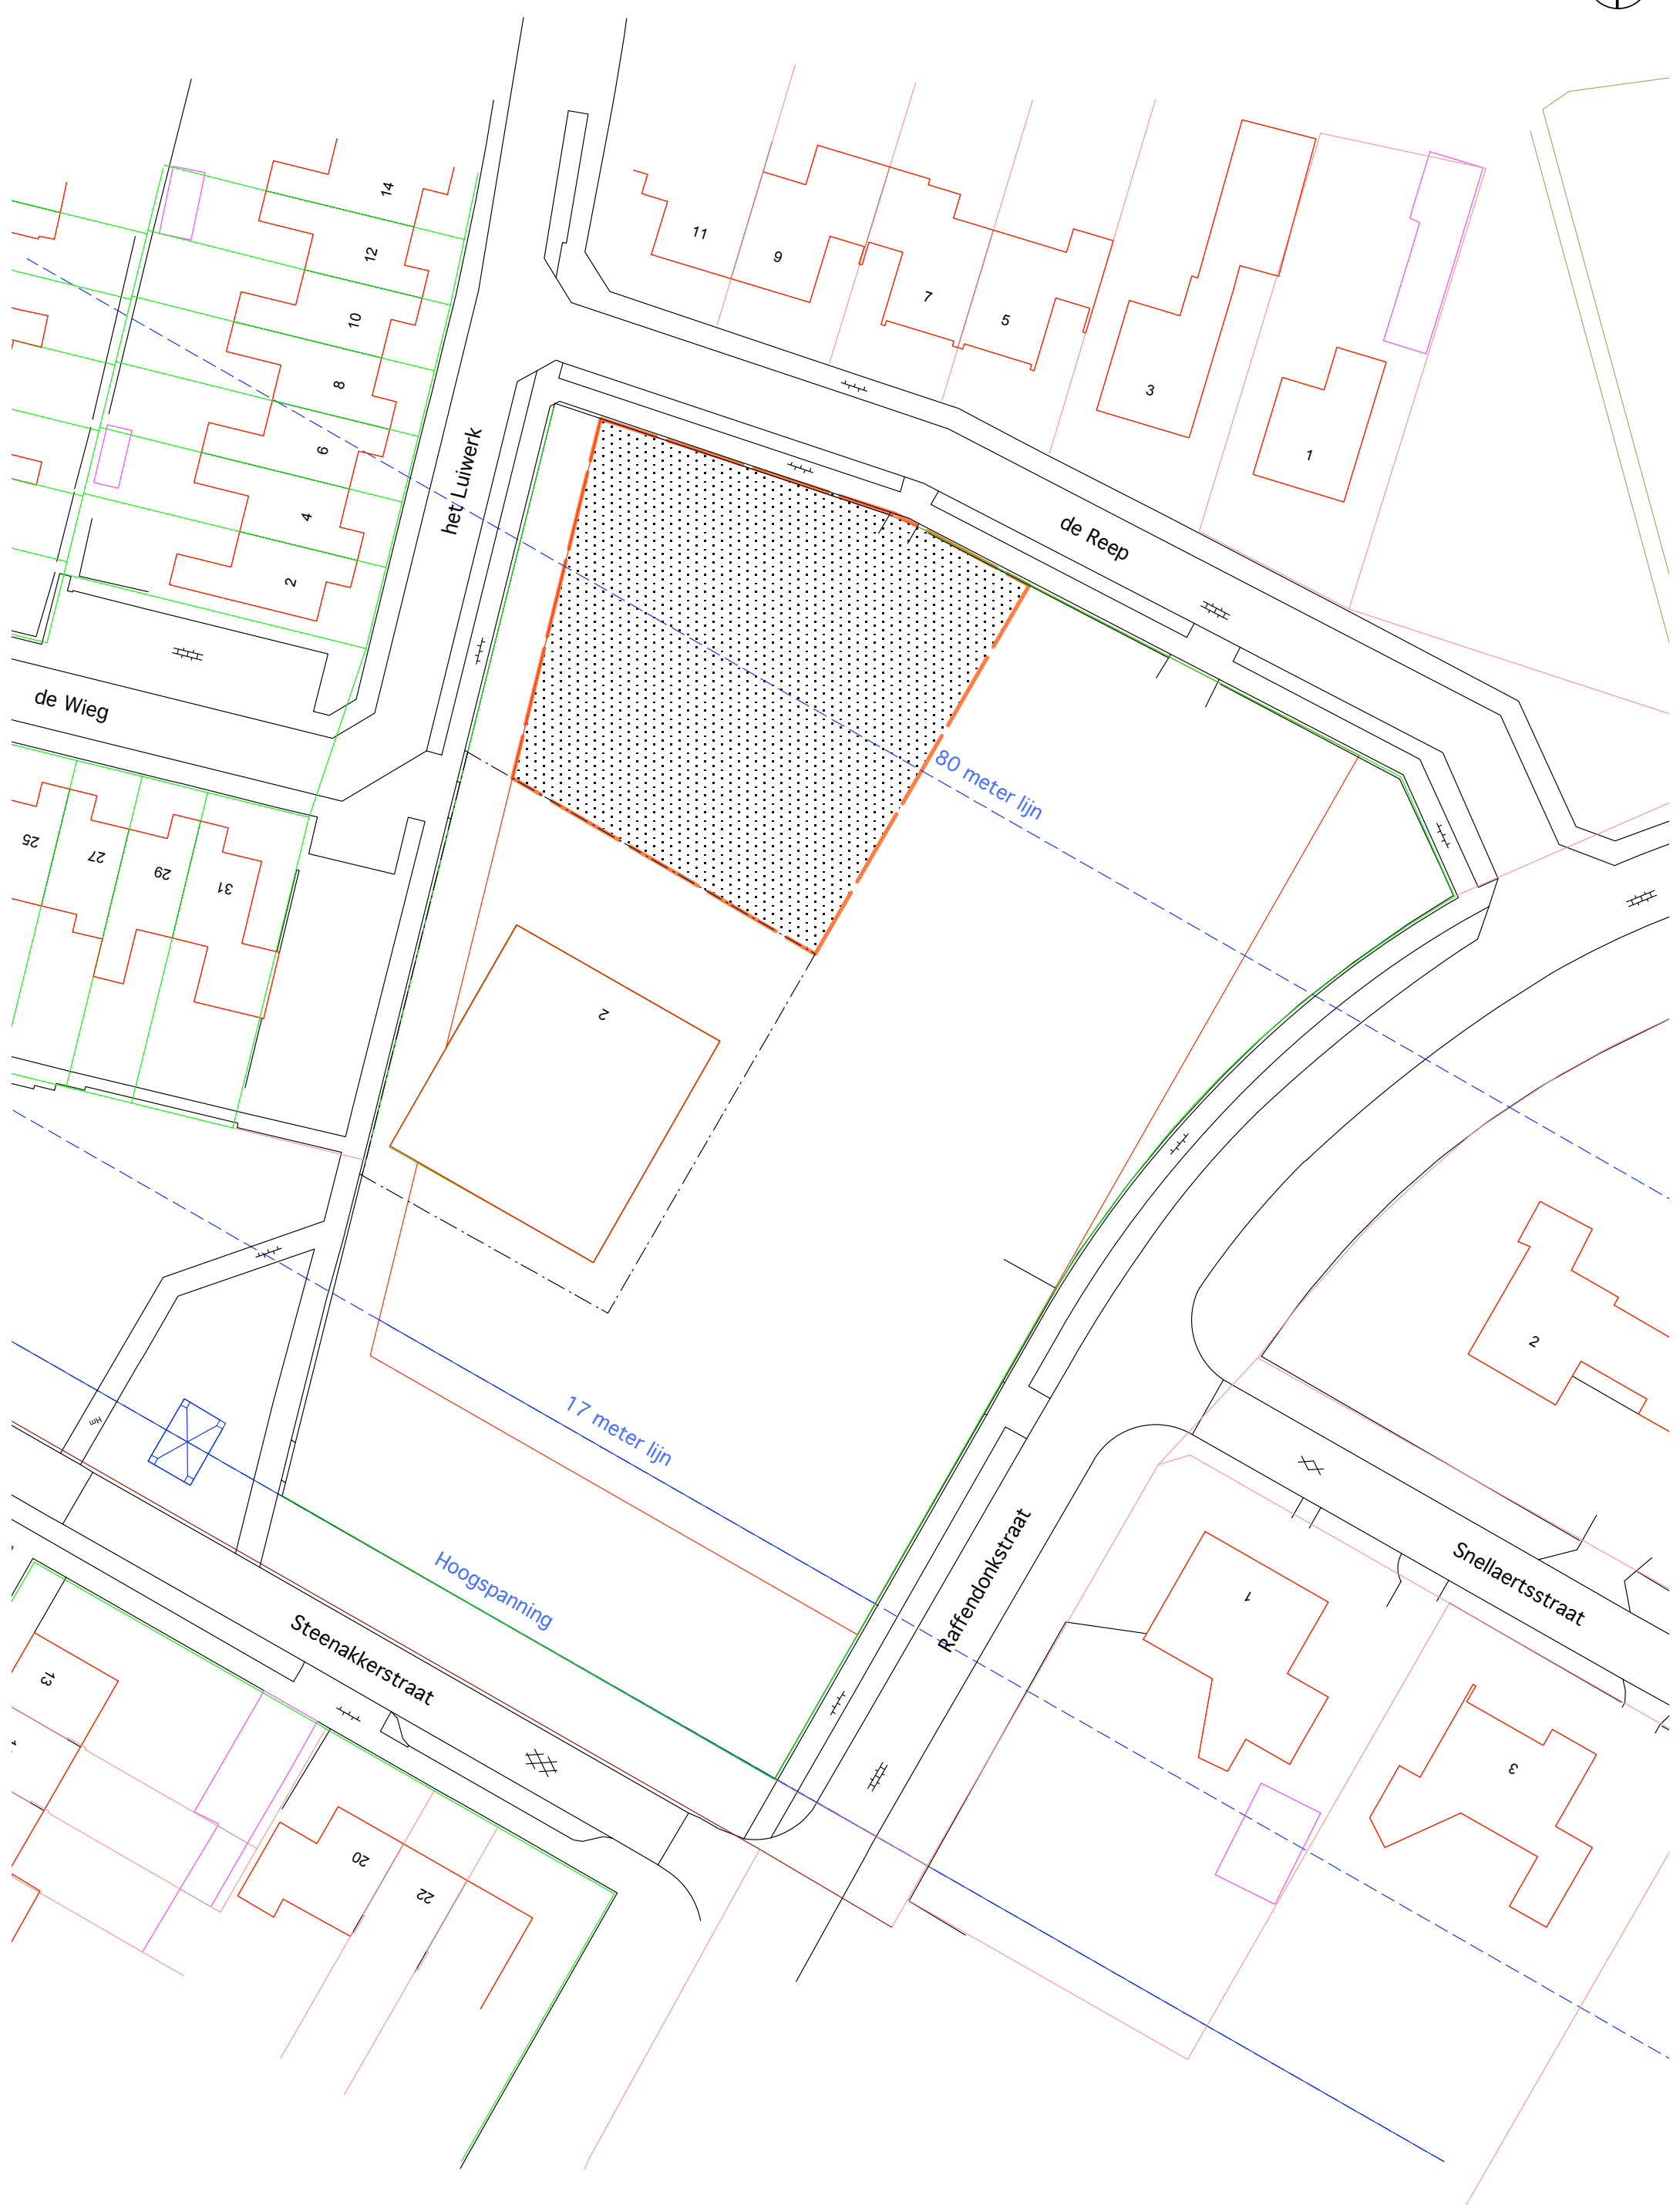 14
12
10
8
6
4
2
11
9
7
5
3
1
het Luiwerk
de Reep
de Wieg
25
27
29
31
80 meter lijn
2
2
17 meter lijn
Hm
Hoogspanning
Steenakkerstraat
Raffendonkstraat
Snellaertsstraat
1
3
13
20
22